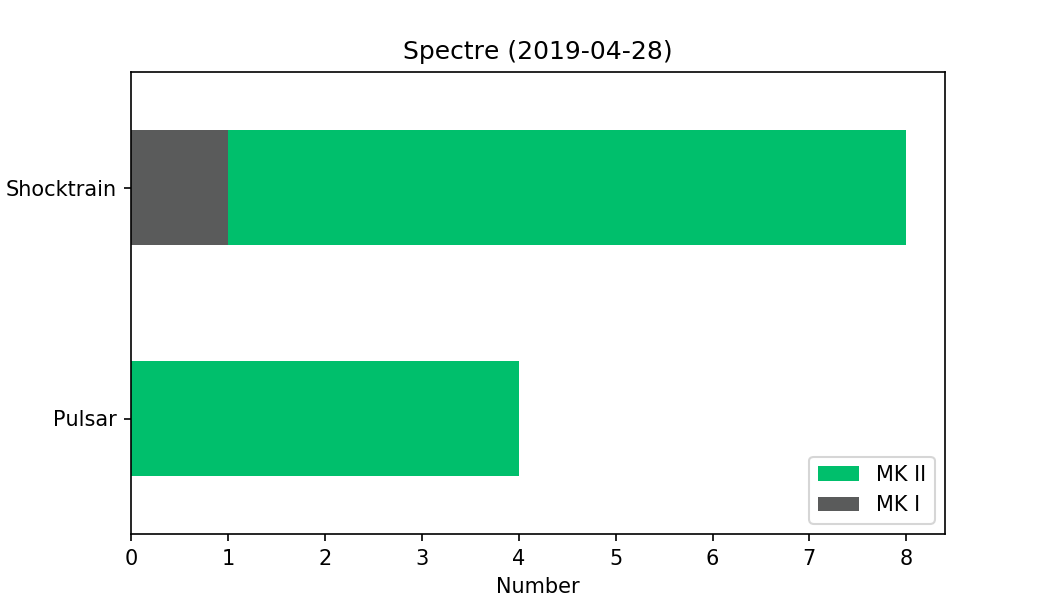 Spectre (2019-04-28)
Shocktrain
Pulsar
MK II
MK I
0 1 2 3 4 5 6 7 8
Number